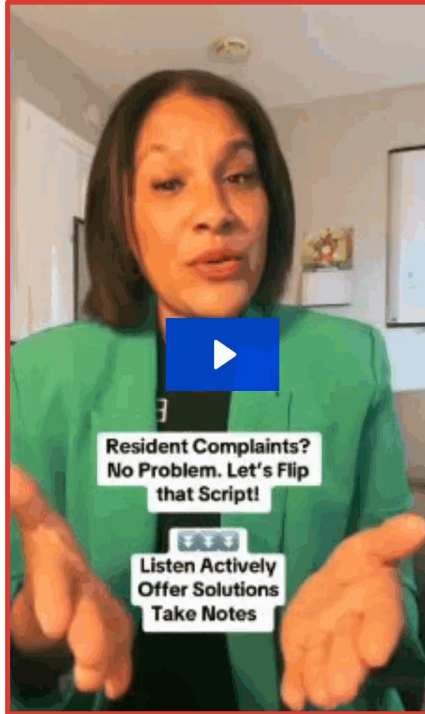 Resident Complaints?
No Problem. Let's Flip
that Script!
⏬⏬⏬
Listen Actively
Offer Solutions
Take Notes